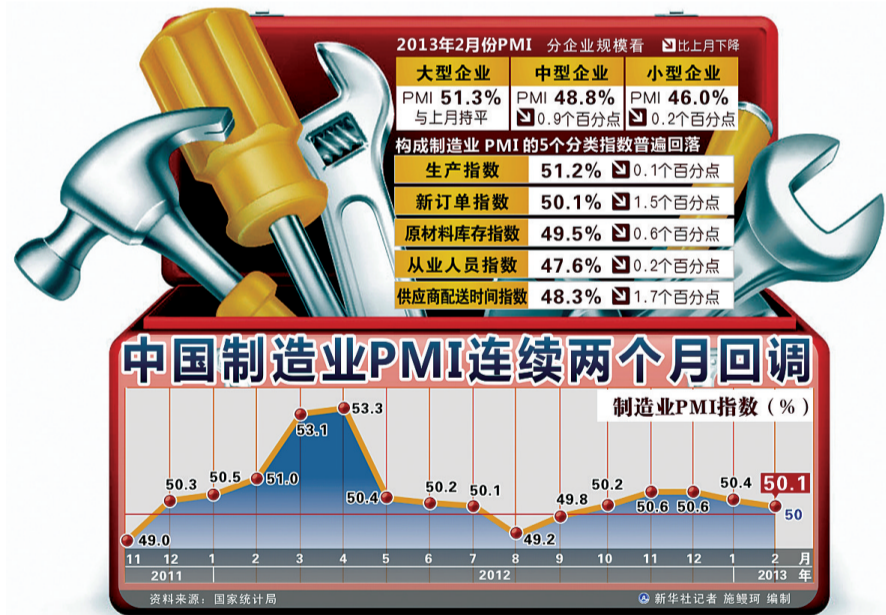 2013年2月份PMI 分企业规模看 比上月下降
大型企业 中型企业 小型企业
PMI 51.3% PMI 48.8% PMI 46.0%
与上月持平 0.9个百分点 0.2个百分点
构成制造业 PMI 的5个分类指数普遍回落
生产指数 51.2% 0.1个百分点
新订单指数 50.1% 1.5个百分点
原材料库存指数 49.5% 0.6个百分点
从业人员指数 47.6% 0.2个百分点
供应商配送时间指数 48.3% 1.7个百分点
中国制造业PMI连续两个月回调
制造业PMI指数（%）
49.0 50.3 50.5 51.0 53.1 53.3 50.4 50.2 50.1 49.2 49.8 50.2 50.6 50.6 50.4 50.1
50
11 12 1 2 3 4 5 6 7 8 9 10 11 12 1 2 月
2011 2012 2013 年
资料来源：国家统计局 新华社记者 施鳗珂 编制